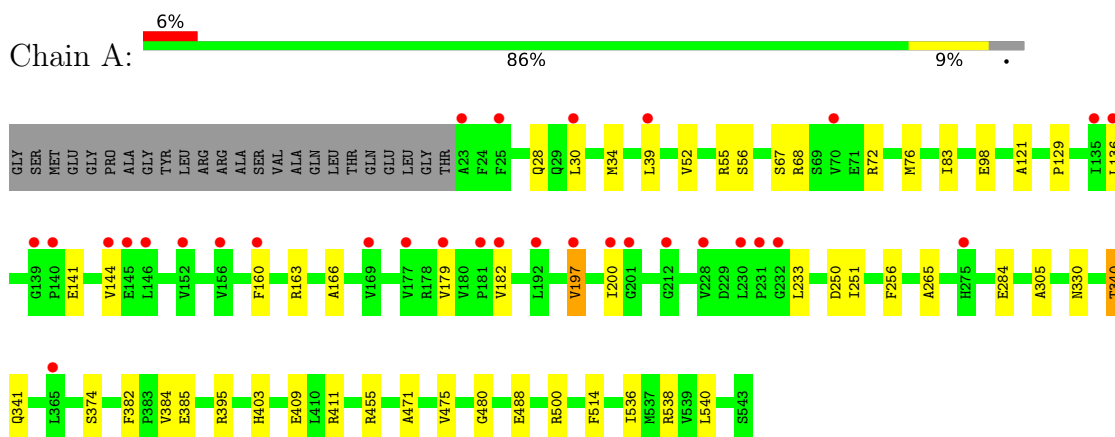 6%
Chain A:
86% 9% •
GLY SER MET GLU GLY PRO ALA GLY TYR LEU ARG ARG ALA SER VAL ALA GLN LEU THR GLN GLU LEU GLY THR A23 F24 F25 Q28 Q29 L30 M34 L39 V52 R55 S56 S67 R68 S69 V70 E71 R72 M76 I83 E98 A121 P129 I135 L136
G139 P140 E141 V144 E145 L146 V152 V156 F160 R163 A166 V169 V177 R178 V179 V180 P181 V182 L192 V197 I200 G201 G212 V228 D229 L230 P231 G232 L233 D250 I251 F256 A265 H275 E284 A305 N330 T340
Q341 L365 S374 F382 P383 V384 E385 R395 H403 E409 L410 R411 R455 A471 V475 G480 E488 R500 F514 I536 M537 R538 V539 L540 S543